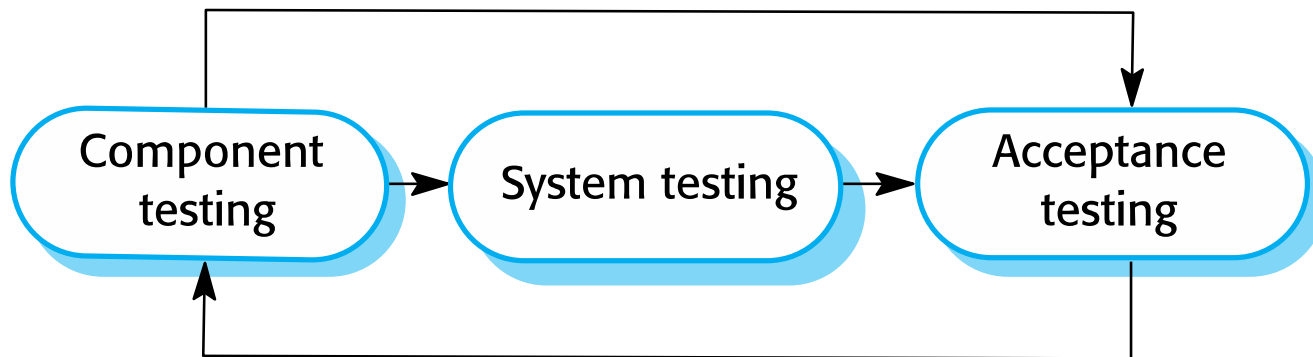 Component
testing
System testing
Acceptance
testing